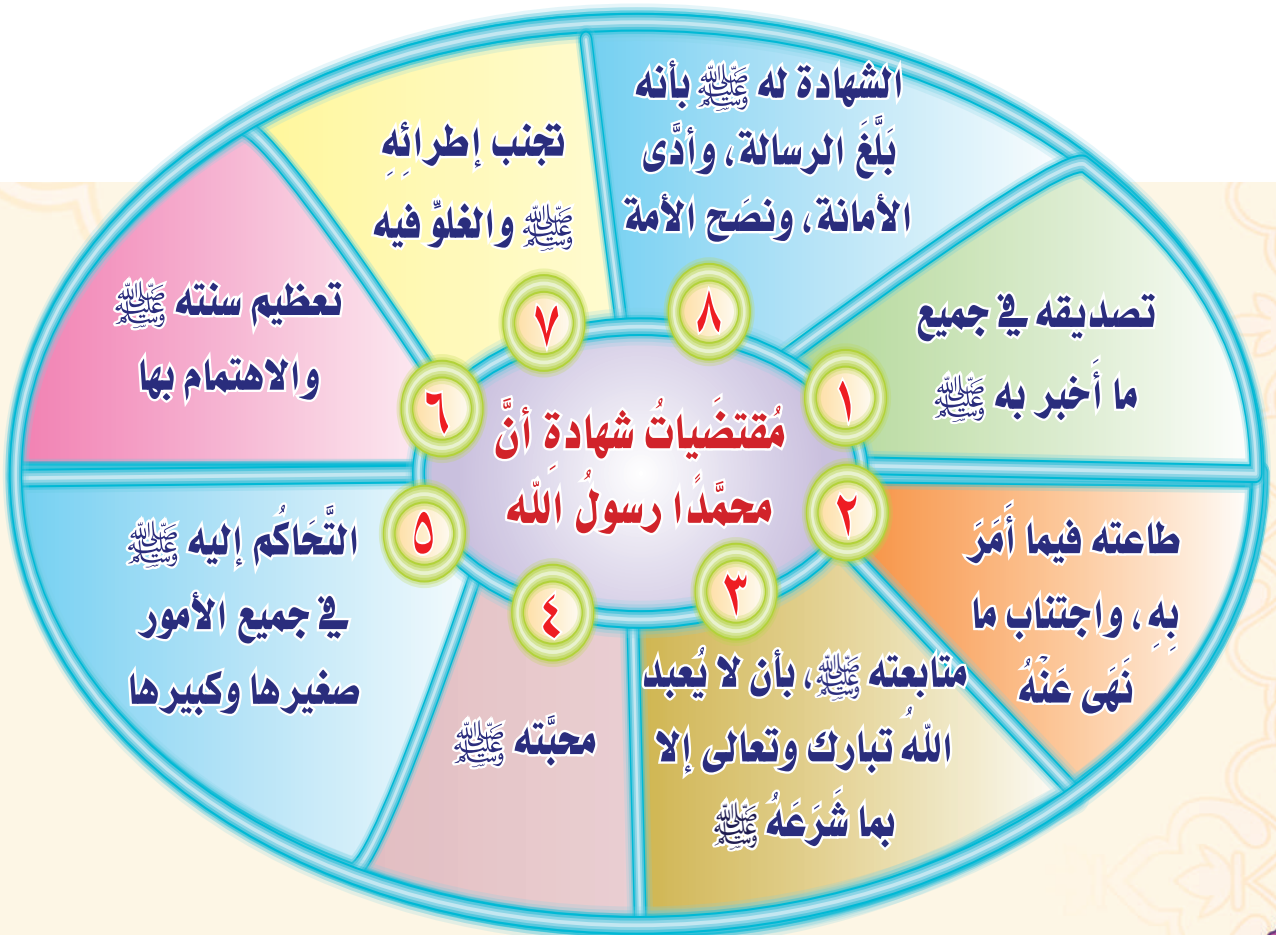 مُقتضَياتُ شهادةِ أنَّ
محمَّدًا رسولُ اللَه
١
تصديقه في جميع
ما أَخبر به ﷺ
٢
طاعته فيما أَمَرَ
بِهِ، واجتناب ما
نَهَى عَنْهُ
٣
متابعته ﷺ، بأن لا يُعبد
اللهُ تبارك وتعالى إلا
بما شَرَعَهُ ﷺ
٤
محبَّته ﷺ
٥
التَّحَاكُم إليه ﷺ
في جميع الأمور
صغيرها وكبيرها
٦
تعظيم سنته ﷺ
والاهتمام بها
٧
تجنب إطرائِهِ
ﷺ والغلوِّ فيه
٨
الشهادة له ﷺ بأنه
بَلَّغَ الرسالة، وأدَّى
الأمانة، ونصَح الأمة